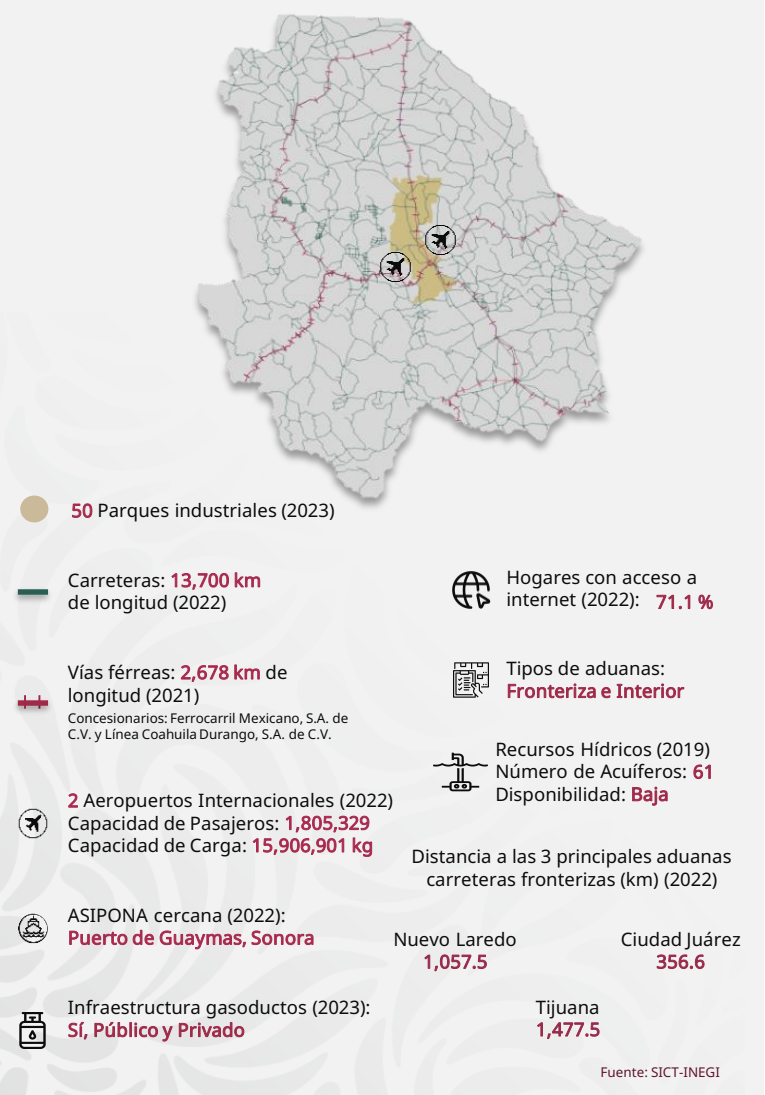 50 Parques industriales (2023)
Carreteras: 13,700 km
de longitud (2022)
Vías férreas: 2,678 km de
longitud (2021)
Concesionarios: Ferrocarril Mexicano, S.A. de
C.V. y Línea Coahuila Durango, S.A. de C.V.
2 Aeropuertos Internacionales (2022)
Capacidad de Pasajeros: 1,805,329
Capacidad de Carga: 15,906,901 kg
ASIPONA cercana (2022):
Puerto de Guaymas, Sonora
Infraestructura gasoductos (2023):
Sí, Público y Privado
Hogares con acceso a
internet (2022): 71.1 %
Tipos de aduanas:
Fronteriza e Interior
Recursos Hídricos (2019)
Número de Acuíferos: 61
Disponibilidad: Baja
Distancia a las 3 principales aduanas
carreteras fronterizas (km) (2022)
Nuevo Laredo
1,057.5
Ciudad Juárez
356.6
Tijuana
1,477.5
Fuente: SICT-INEGI